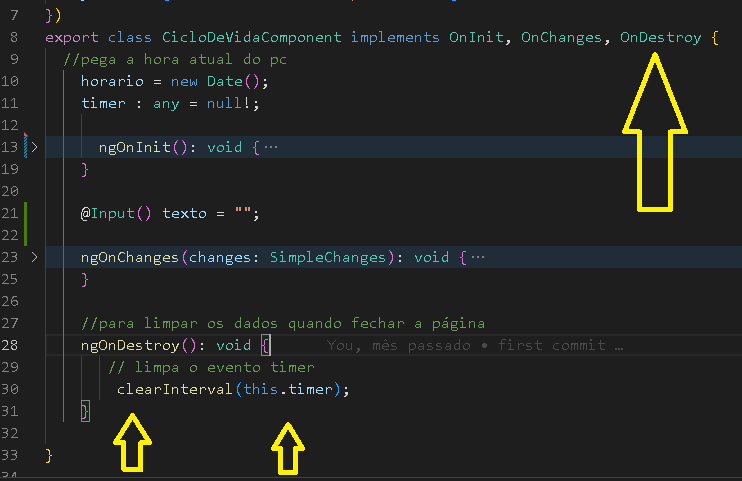 7 })
8 export class CicloDeVidaComponent implements OnInit, OnChanges, OnDestroy {
9 //pega a hora atual do pc
10 horario = new Date();
11 timer : any = null!;
12
13 ngOnInit(): void { ···
19 }
20
21 @Input() texto = "";
22
23 ngOnChanges(changes: SimpleChanges): void { ···
25 }
26
27 //para limpar os dados quando fechar a página
28 ngOnDestroy(): void { You, mês passado • first commit …
29 // limpa o evento timer
30 clearInterval(this.timer);
31 }
32
33 }
34